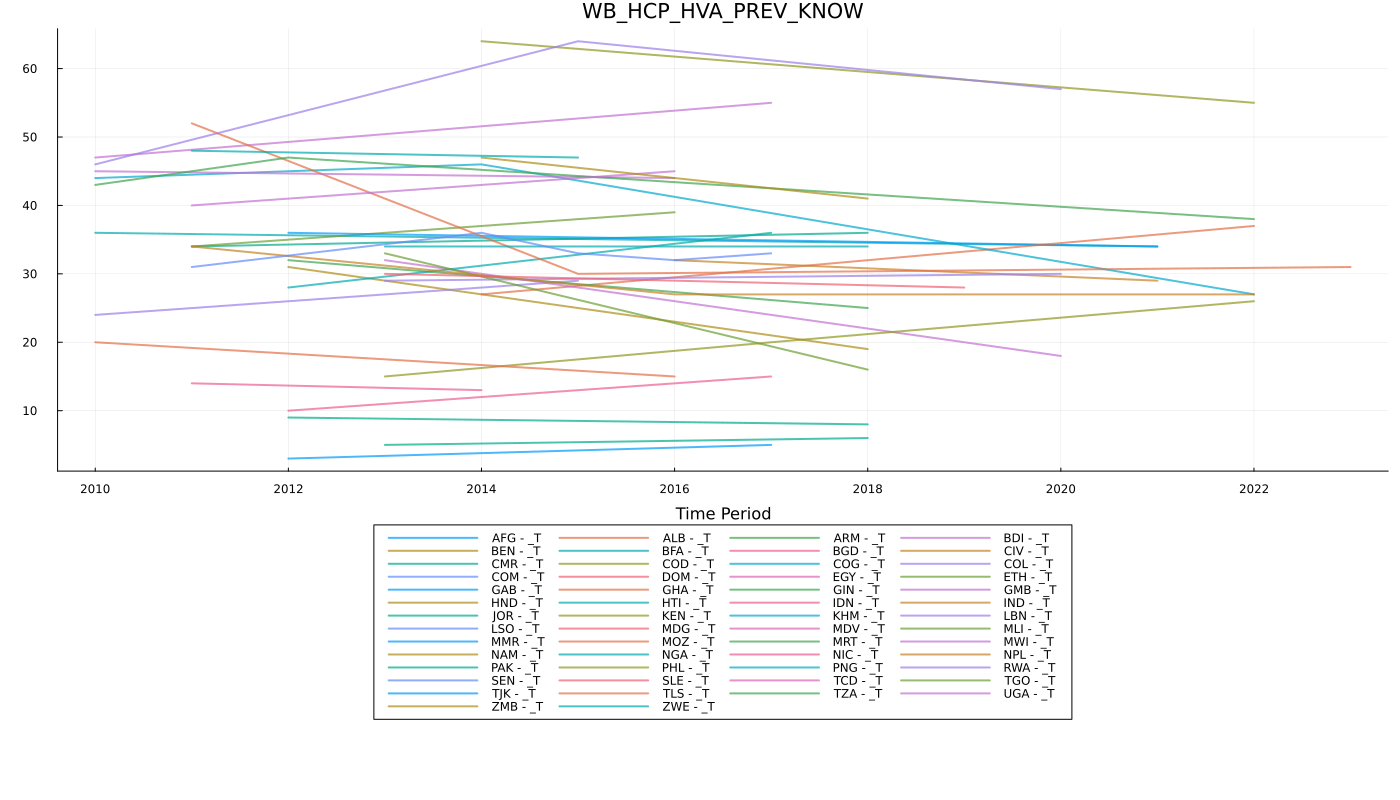 WB_HCP_HVA_PREV_KNOW
60
50
40
30
20
10
2010 2012 2014 2016 2018 2020 2022
Time Period
AFG - _T ALB - _T ARM - _T BDI - _T
BEN - _T BFA - _T BGD - _T CIV - _T
CMR - _T COD - _T COG - _T COL - _T
COM - _T DOM - _T EGY - _T ETH - _T
GAB - _T GHA - _T GIN - _T GMB - _T
HND - _T HTI - _T IDN - _T IND - _T
JOR - _T KEN - _T KHM - _T LBN - _T
LSO - _T MDG - _T MDV - _T MLI - _T
MMR - _T MOZ - _T MRT - _T MWI - _T
NAM - _T NGA - _T NIC - _T NPL - _T
PAK - _T PHL - _T PNG - _T RWA - _T
SEN - _T SLE - _T TCD - _T TGO - _T
TJK - _T TLS - _T TZA - _T UGA - _T
ZMB - _T ZWE - _T